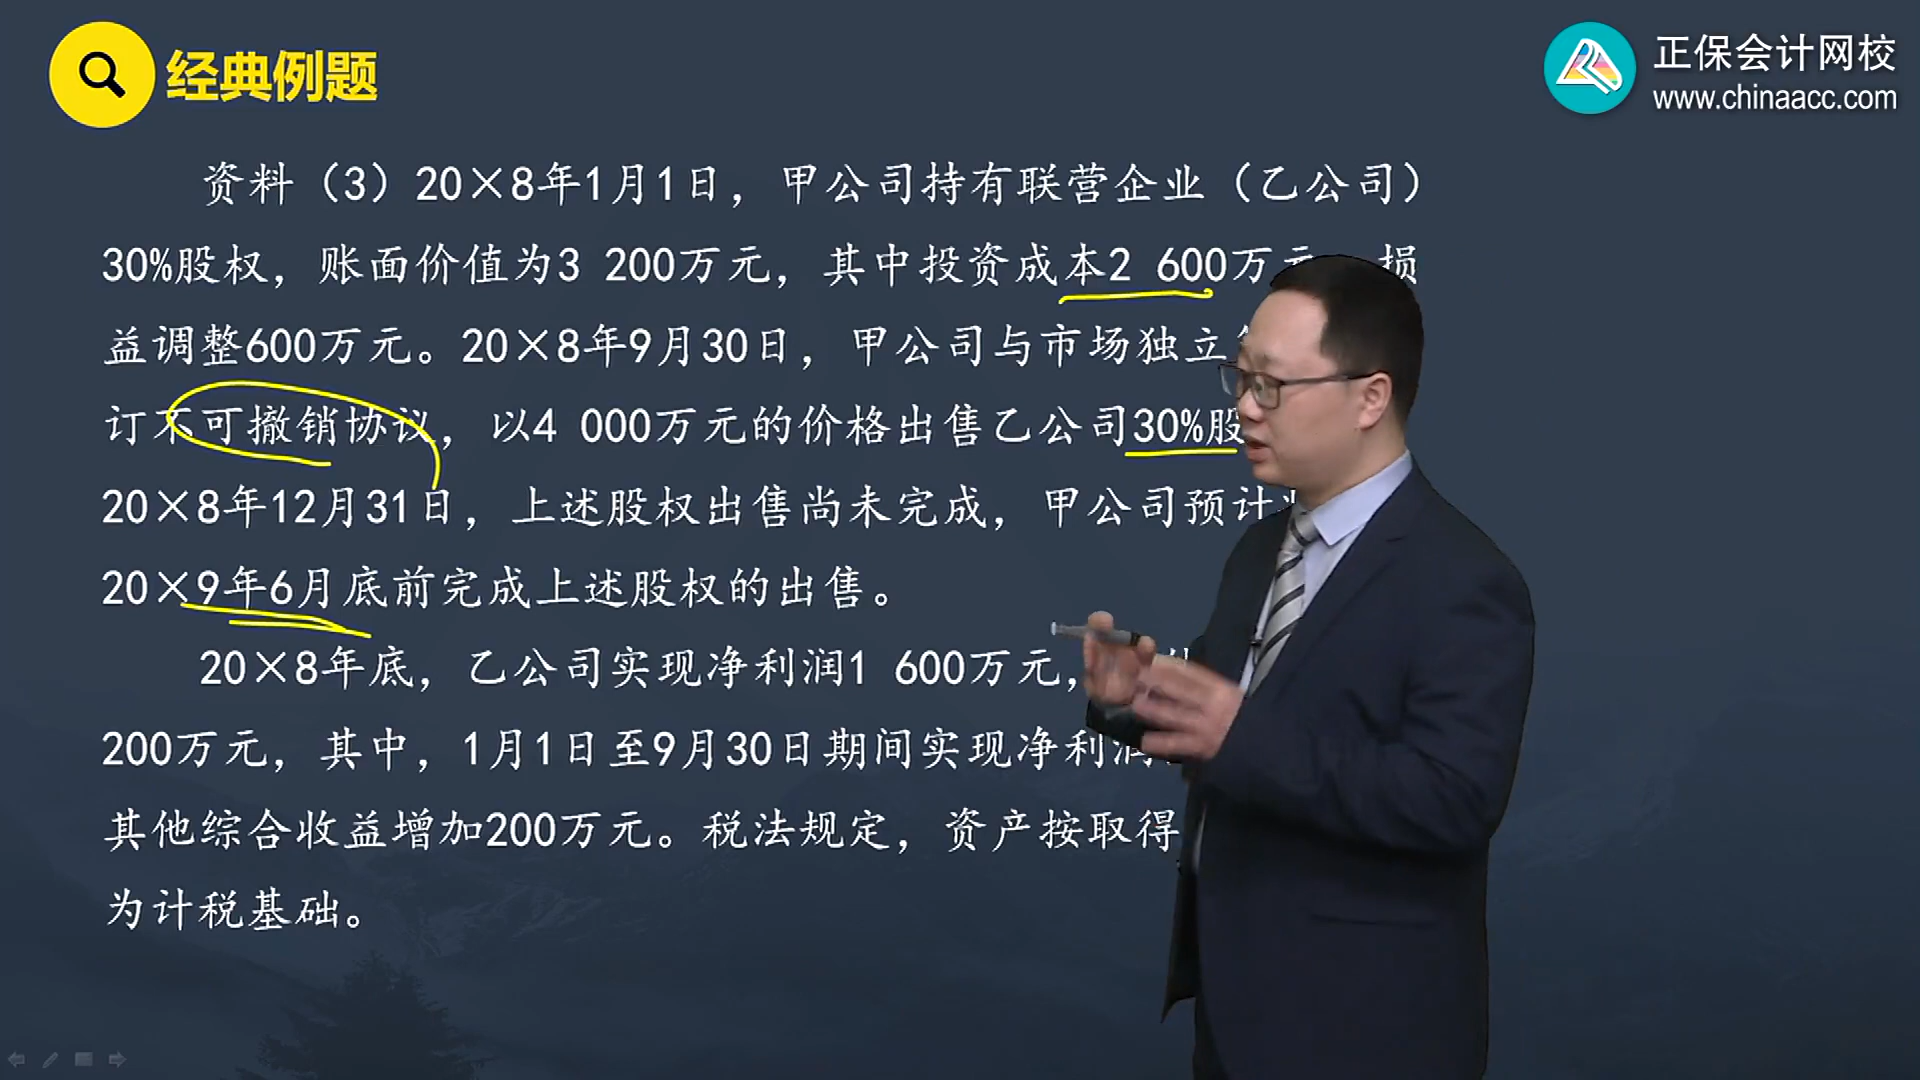 经典例题
正保会计网校
www.chinaacc.com
资料（3）20×8年1月1日，甲公司持有联营企业（乙公司）
30%股权，账面价值为3 200万元，其中投资成本2 600万元 损
益调整600万元。20×8年9月30日，甲公司与市场独立
订不可撤销协议，以4 000万元的价格出售乙公司30%股
20×8年12月31日，上述股权出售尚未完成，甲公司预计
20×9年6月底前完成上述股权的出售。
20×8年底，乙公司实现净利润1 600万元，
200万元，其中，1月1日至9月30日期间实现净利润
其他综合收益增加200万元。税法规定，资产按取得
为计税基础。